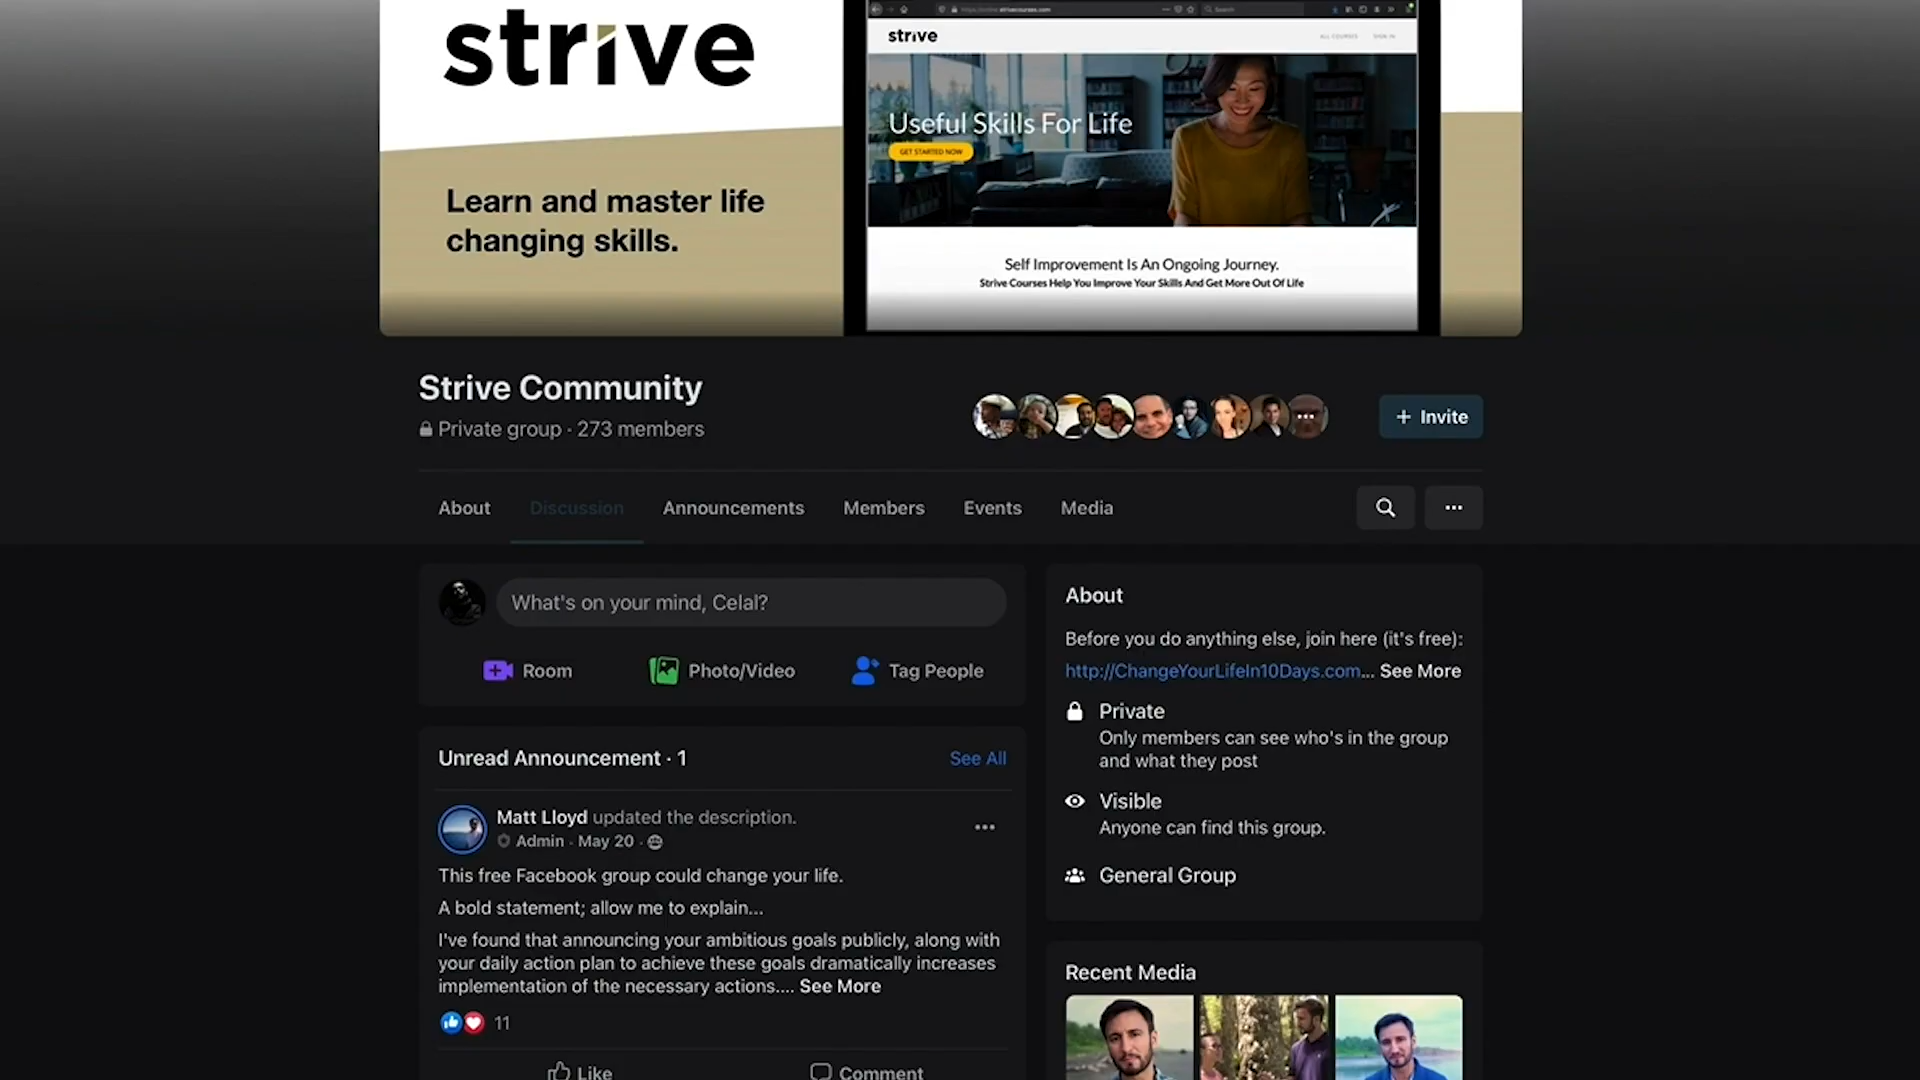 strive
Learn and master life
changing skills.
strive
ALL COURSES SIGN IN
Useful Skills For Life
GET STARTED NOW
Self Improvement Is An Ongoing Journey.
Strive Courses Help You Improve Your Skills And Get More Out Of Life
Strive Community
Private group · 273 members
+ Invite
About Discussion Announcements Members Events Media
What's on your mind, Celal?
Room Photo/Video Tag People
Unread Announcement · 1 See All
Matt Lloyd updated the description.
Admin · May 20 ·
This free Facebook group could change your life.
A bold statement; allow me to explain...
I've found that announcing your ambitious goals publicly, along with
your daily action plan to achieve these goals dramatically increases
implementation of the necessary actions.... See More
11
Like Comment
About
Before you do anything else, join here (it's free):
http://ChangeYourLifeIn10Days.com... See More
Private
Only members can see who's in the group
and what they post
Visible
Anyone can find this group.
General Group
Recent Media